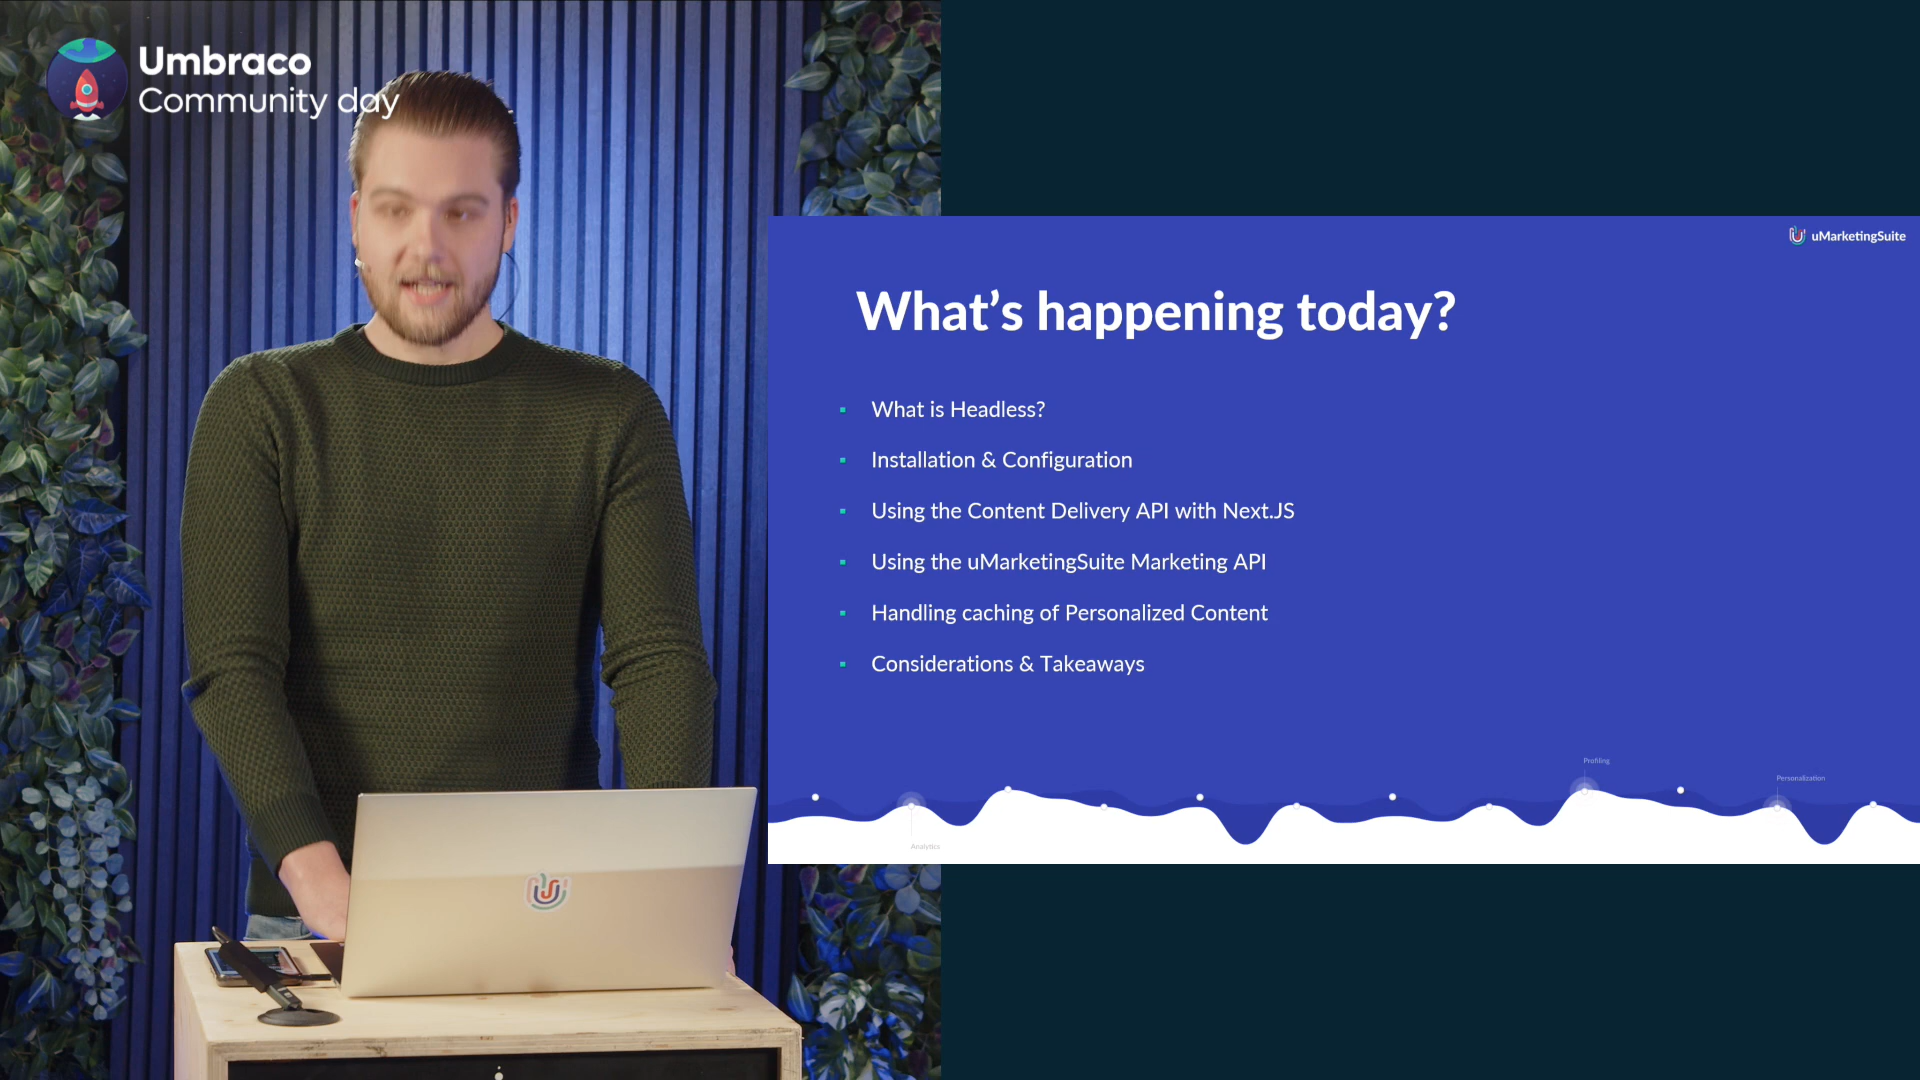 Umbraco
Community day
uMarketingSuite
What's happening today?
What is Headless?
Installation & Configuration
Using the Content Delivery API with Next.JS
Using the uMarketingSuite Marketing API
Handling caching of Personalized Content
Considerations & Takeaways
Profiling
Personalization
Analytics